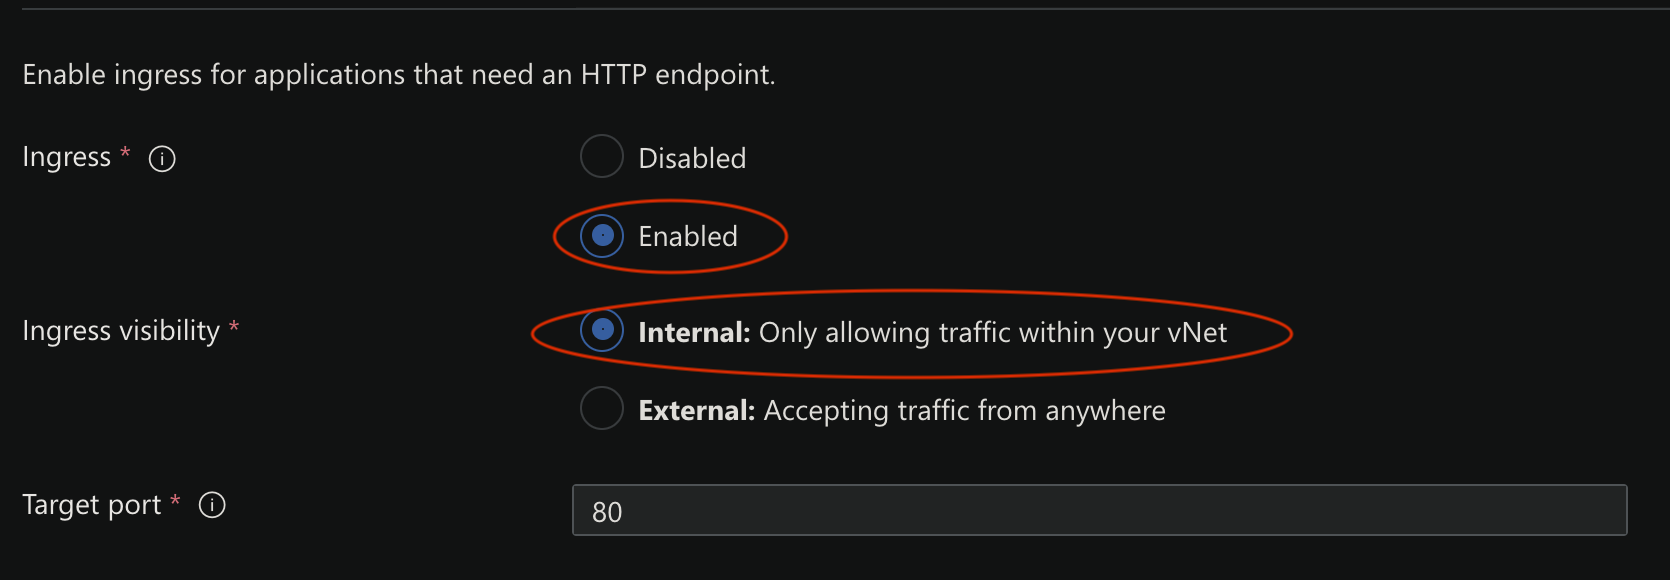 Enable ingress for applications that need an HTTP endpoint.
Ingress * i
Disabled
Enabled
Ingress visibility *
Internal: Only allowing traffic within your vNet
External: Accepting traffic from anywhere
Target port * i
80